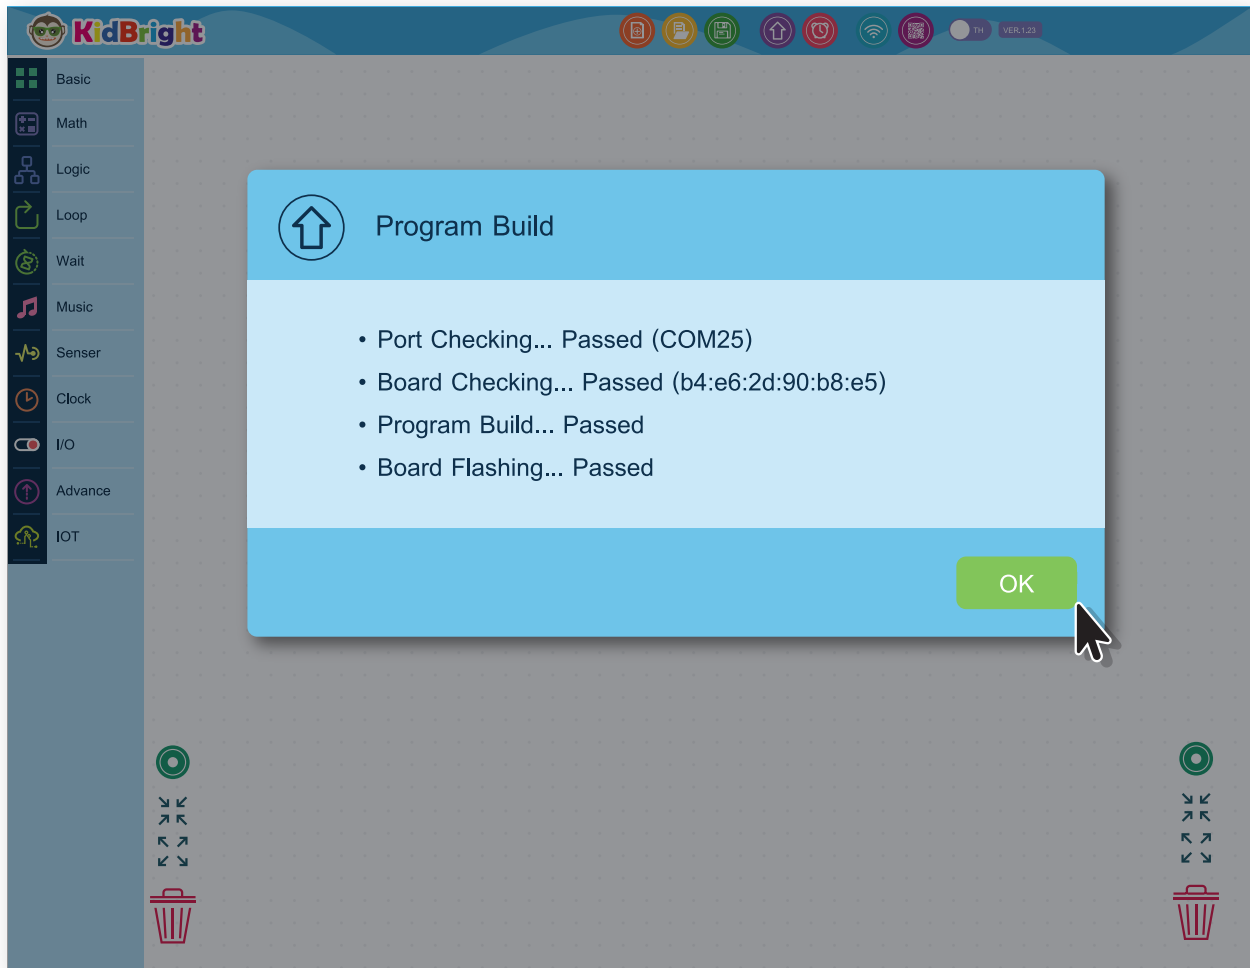 KidBright
TH
VER.1.23
Basic
Math
Logic
Loop
Wait
Music
Senser
Clock
I/O
Advance
IOT
Program Build
• Port Checking... Passed (COM25)
• Board Checking... Passed (b4:e6:2d:90:b8:e5)
• Program Build... Passed
• Board Flashing... Passed
OK